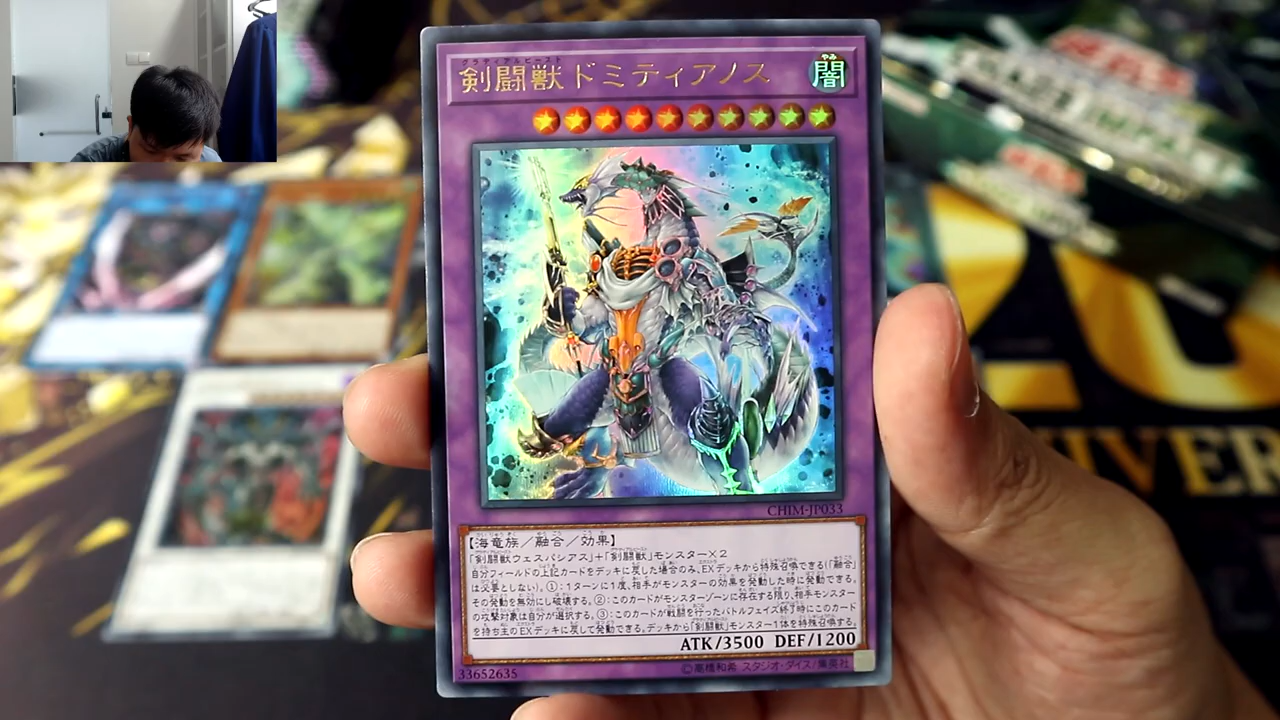 グラディアルビースト
剣闘獣ドミティアノス
やみ
闇
CHIM-JP033
【海竜族／融合／効果】
「剣闘獣ウェスパシアス」＋「剣闘獣」モンスター×２
自分フィールドの上記カードをデッキに戻した場合のみ、EXデッキから特殊召喚できる（「融合」
は必要としない）。①：１ターンに１度、相手がモンスターの効果を発動した時に発動できる。
その発動を無効にし破壊する。②：このカードがモンスターゾーンに存在する限り、相手モンスター
の攻撃対象は自分が選択する。③：このカードが戦闘を行ったバトルフェイズ終了時にこのカード
を持ち主のEXデッキに戻して発動できる。デッキから「剣闘獣」モンスター１体を特殊召喚する。
ATK/3500 DEF/1200
33652635
©高橋和希 スタジオ・ダイス/集英社
IVER